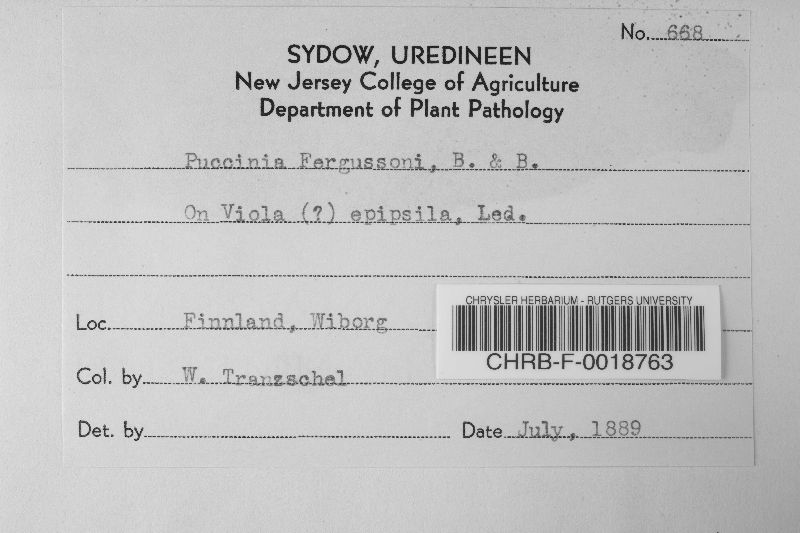 No. 668
SYDOW, UREDINEEN
New Jersey College of Agriculture
Department of Plant Pathology
Puccinia Fergussoni, B. & B.
On Viola (?) epipsila, Led.
Loc. Finnland, Wiborg
CHRYSLER HERBARIUM - RUTGERS UNIVERSITY
CHRB-F-0018763
Col. by W. Tranzschel
Det. by
Date July, 1889